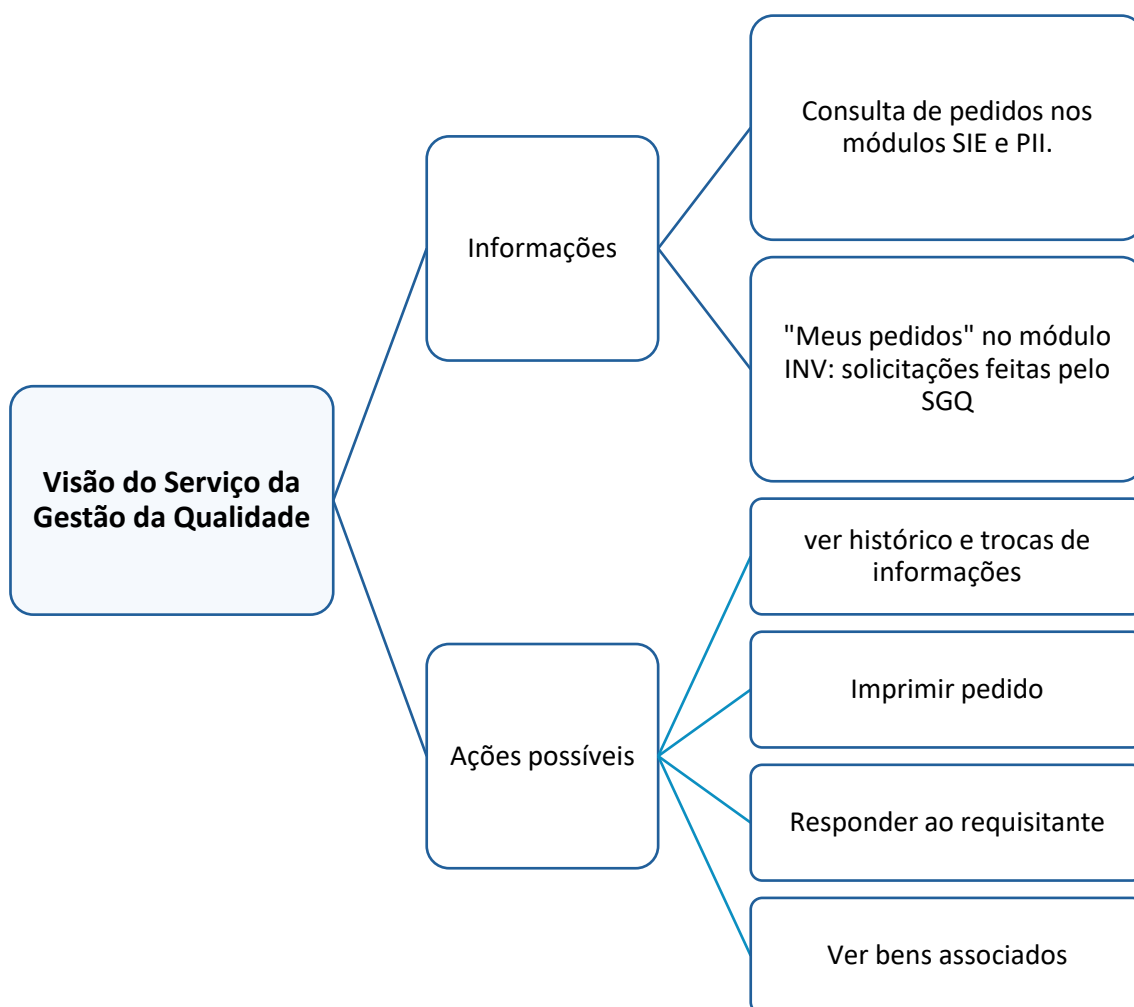 Visão do Serviço da
Gestão da Qualidade
Informações
Consulta de pedidos nos
módulos SIE e PII.
"Meus pedidos" no módulo
INV: solicitações feitas pelo
SGQ
Ações possíveis
ver histórico e trocas de
informações
Imprimir pedido
Responder ao requisitante
Ver bens associados